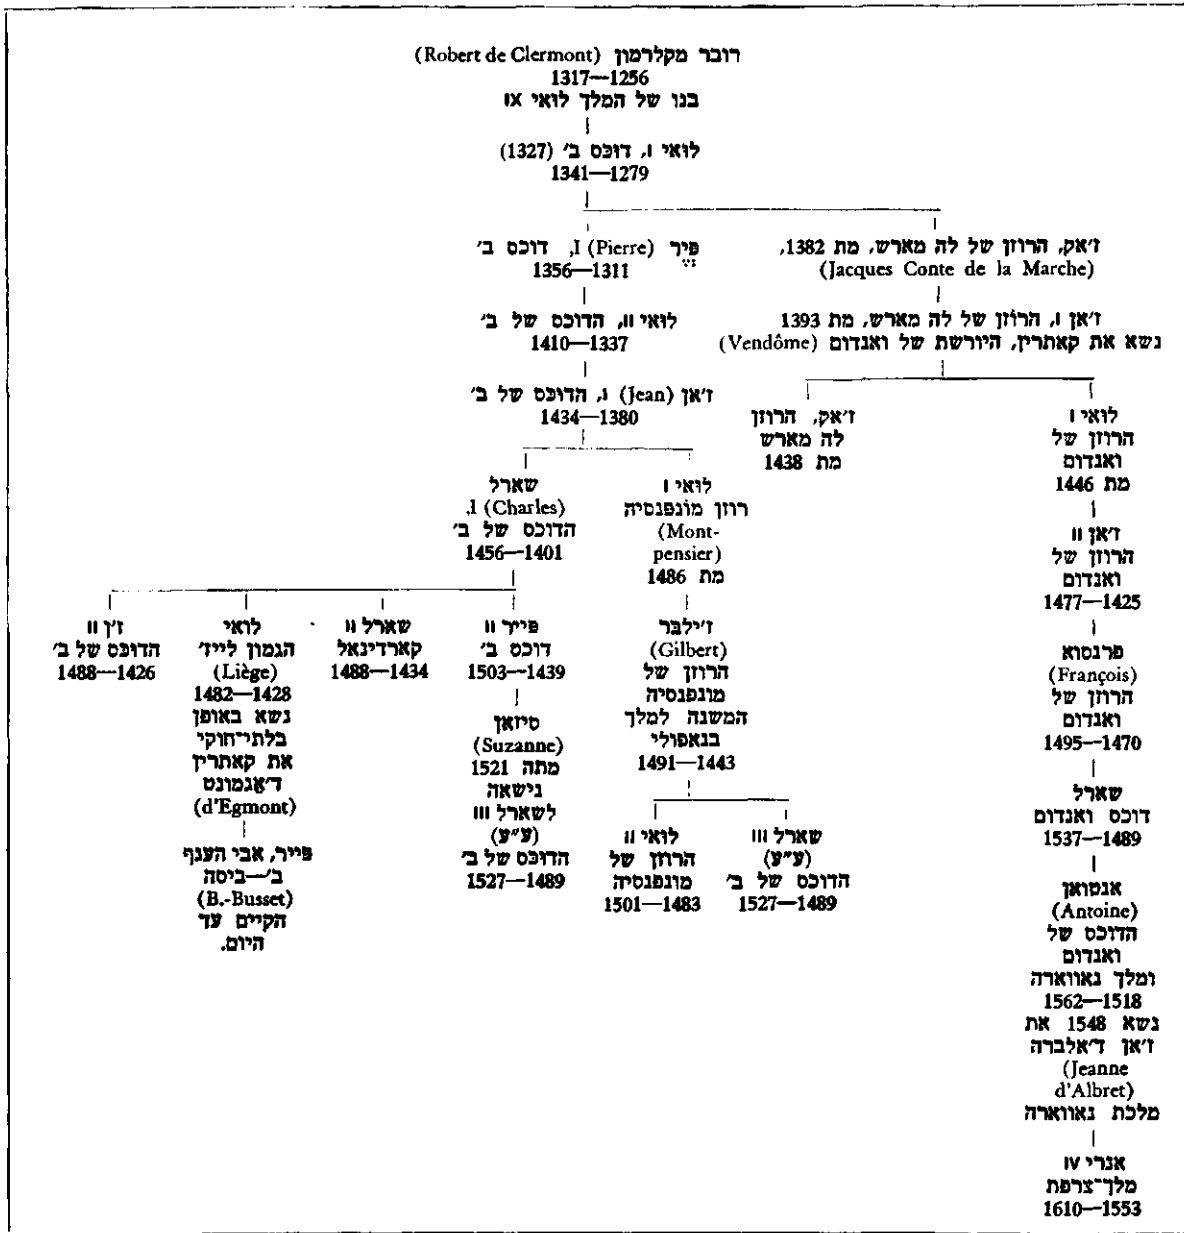 רובר מקלרמון (Robert de Clermont)
1317—1256
בנו של המלך לואי IX
לואי I, דוכס ב׳ (1327)
1341—1279
ז׳אק, הרוזן של לה מארש, מת 1382,
(Jacques Conte de la Marche)
פייר (Pierre) I, דוכס ב׳
1356—1311
ז׳אן I, הרוזן של לה מארש, מת 1393
נשא את קאתרין, היורשת של ואנדום (Vendôme)
לואי II, הדוכס של ב׳
1410—1337
ז׳אן (Jean) I, הדוכס של ב׳
1434—1380
לואי I
הרוזן של
ואנדום
מת 1446
ז׳אק, הרוזן
לה מארש
מת 1438
לואי I
רוזן מונפנסיה
(Mont-
pensier)
מת 1486
שארל
(Charles) I,
הדוכס של ב׳
1456—1401
ז׳אן II
הרוזן של
ואנדום
1477—1425
ז׳ילבר
(Gilbert)
הרוזן של
מונפנסיה
המשנה למלך
בנאפולי
1491—1443
פייר II
דוכס ב׳
1503—1439
שארל II
קארדינאל
1488—1434
לואי
הגמון לייז׳
(Liège)
1482—1428
נשא באופן
בלתי־חוקי
את קאתרין
ד׳אגמונט
(d'Egmont)
ז׳ן II
הדוכס של ב׳
1488—1426
פרנסוא
(François)
הרוזן של
ואנדום
1495—1470
סיזאן
(Suzanne)
מתה 1521
נישאה
לשארל III
(ע״ע)
הדוכס של ב׳
1527—1489
שארל
דוכס ואנדום
1537—1489
שארל III
(ע״ע)
הדוכס של ב׳
1527—1489
לואי II
הרוזן של
מונפנסיה
1501—1483
פייר, אבי הענף
ב׳—ביסה
(B.-Busset)
הקיים עד
היום.
אנטואן
(Antoine)
הדוכס של
ואנדום
ומלך נאווארה
1562—1518
נשא 1548 את
ז׳אן ד׳אלברה
(Jeanne
d'Albret)
מלכת נאווארה
אנרי IV
מלך־צרפת
1610—1553